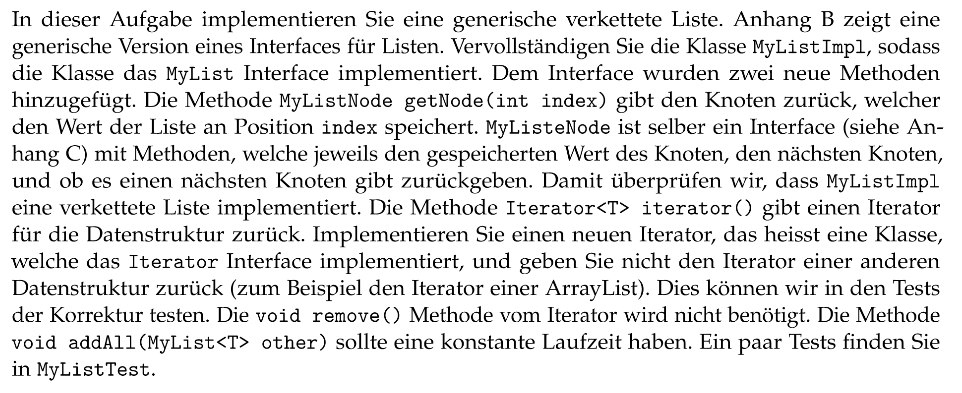 In dieser Aufgabe implementieren Sie eine generische verkettete Liste. Anhang B zeigt eine
generische Version eines Interfaces für Listen. Vervollständigen Sie die Klasse MyListImpl, sodass
die Klasse das MyList Interface implementiert. Dem Interface wurden zwei neue Methoden
hinzugefügt. Die Methode MyListNode getNode(int index) gibt den Knoten zurück, welcher
den Wert der Liste an Position index speichert. MyListeNode ist selber ein Interface (siehe An-
hang C) mit Methoden, welche jeweils den gespeicherten Wert des Knoten, den nächsten Knoten,
und ob es einen nächsten Knoten gibt zurückgeben. Damit überprüfen wir, dass MyListImpl
eine verkettete Liste implementiert. Die Methode Iterator<T> iterator() gibt einen Iterator
für die Datenstruktur zurück. Implementieren Sie einen neuen Iterator, das heisst eine Klasse,
welche das Iterator Interface implementiert, und geben Sie nicht den Iterator einer anderen
Datenstruktur zurück (zum Beispiel den Iterator einer ArrayList). Dies können wir in den Tests
der Korrektur testen. Die void remove() Methode vom Iterator wird nicht benötigt. Die Methode
void addAll(MyList<T> other) sollte eine konstante Laufzeit haben. Ein paar Tests finden Sie
in MyListTest.